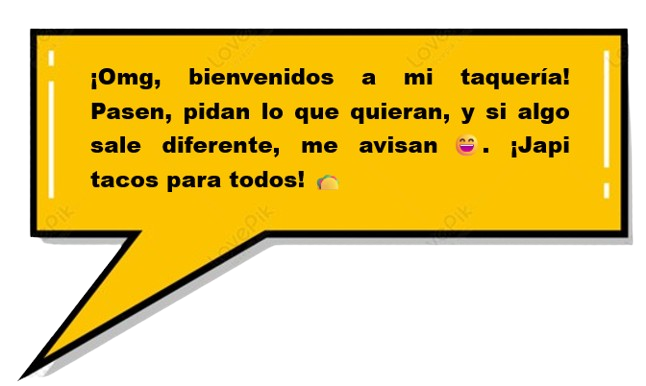 ¡Omg, bienvenidos a mi taquería!
Pasen, pidan lo que quieran, y si algo
sale diferente, me avisan 😄. ¡Japi
tacos para todos! 🌮